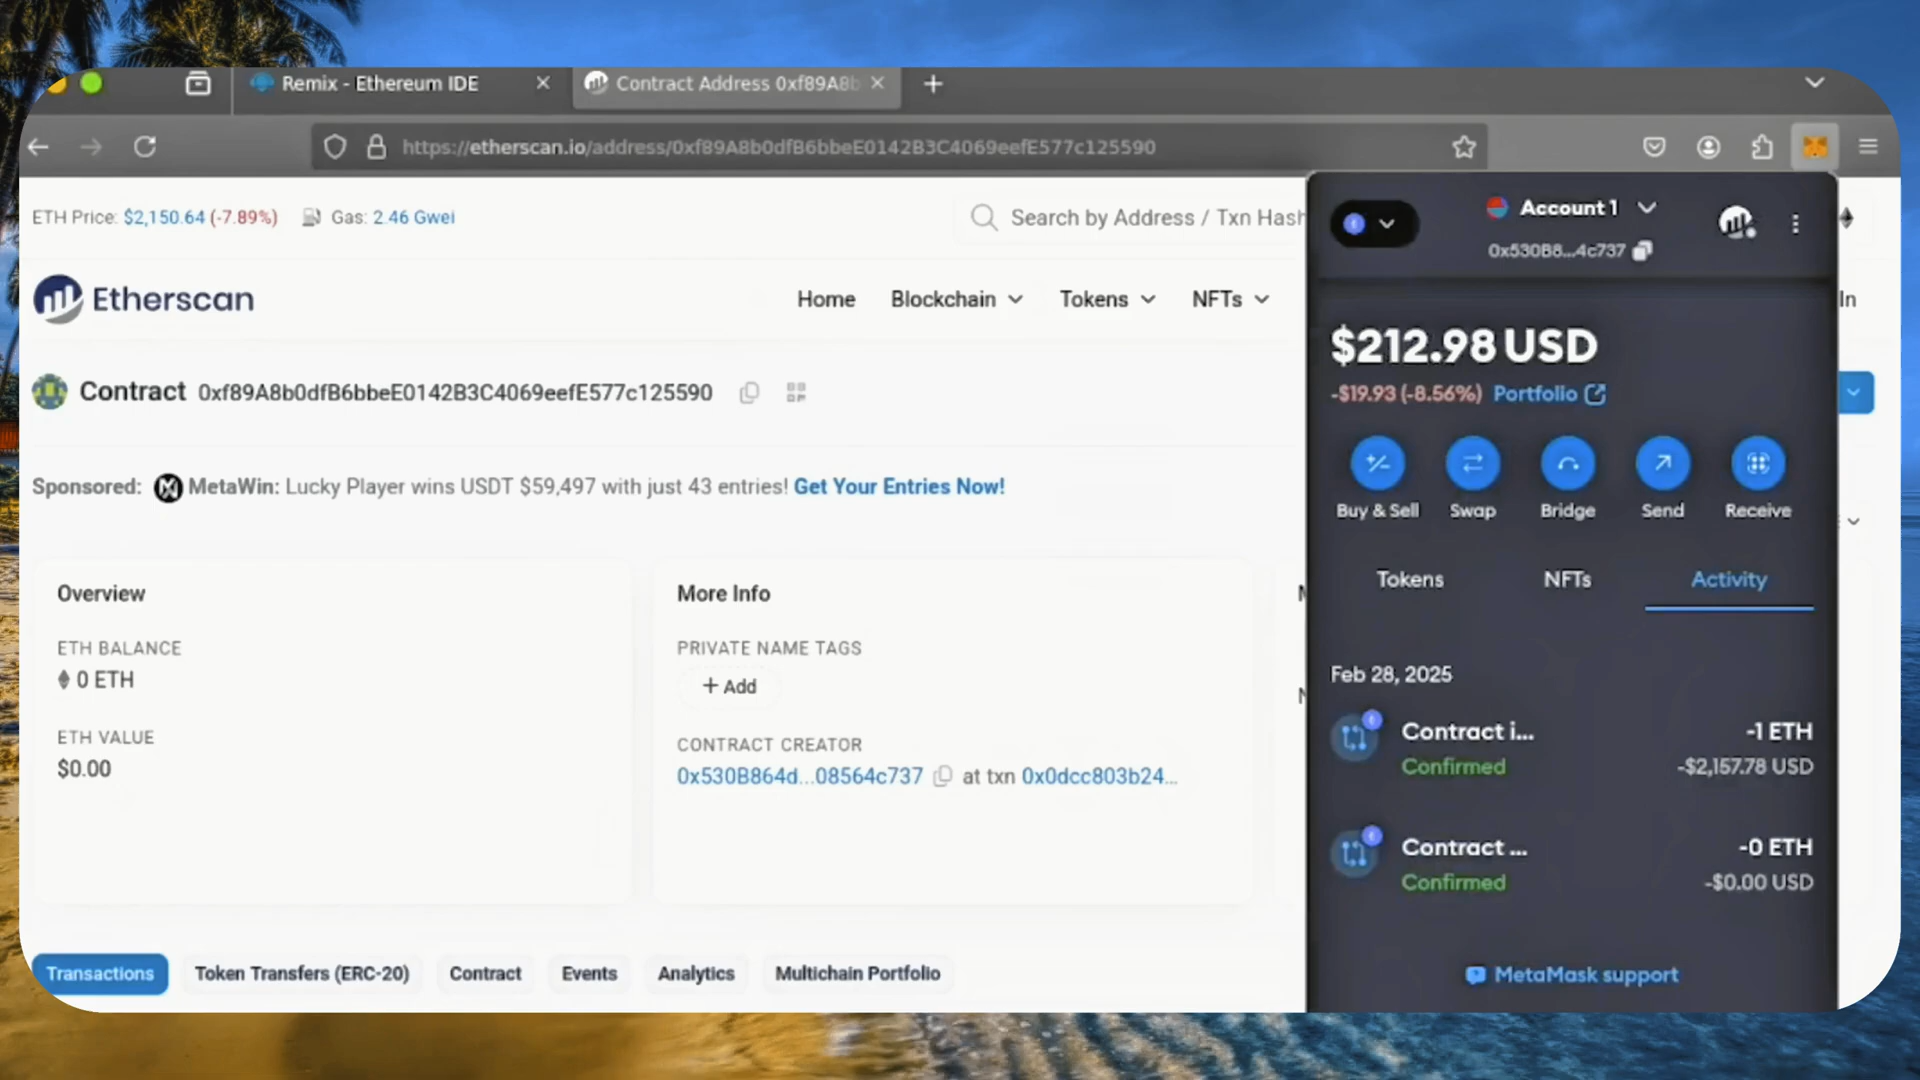 Remix - Ethereum IDE
Contract Address 0xf89A8b
https://etherscan.io/address/0xf89A8b0dfB6bbeE0142B3C4069eefE577c125590
ETH Price: $2,150.64 (-7.89%) Gas: 2.46 Gwei
Search by Address / Txn Hash
Etherscan
Home Blockchain Tokens NFTs
In
Contract 0xf89A8b0dfB6bbeE0142B3C4069eefE577c125590
Sponsored: MetaWin: Lucky Player wins USDT $59,497 with just 43 entries! Get Your Entries Now!
Overview
ETH BALANCE
0 ETH
ETH VALUE
$0.00
More Info
PRIVATE NAME TAGS
+ Add
CONTRACT CREATOR
0x530B864d...08564c737 at txn 0x0dcc803b24...
Transactions Token Transfers (ERC-20) Contract Events Analytics Multichain Portfolio
Account 1
0x530B8...4c737
$212.98 USD
-$19.93 (-8.56%) Portfolio
Buy & Sell Swap Bridge Send Receive
Tokens NFTs Activity
Feb 28, 2025
Contract i... -1 ETH
Confirmed -$2,157.78 USD
Contract ... -0 ETH
Confirmed -$0.00 USD
MetaMask support